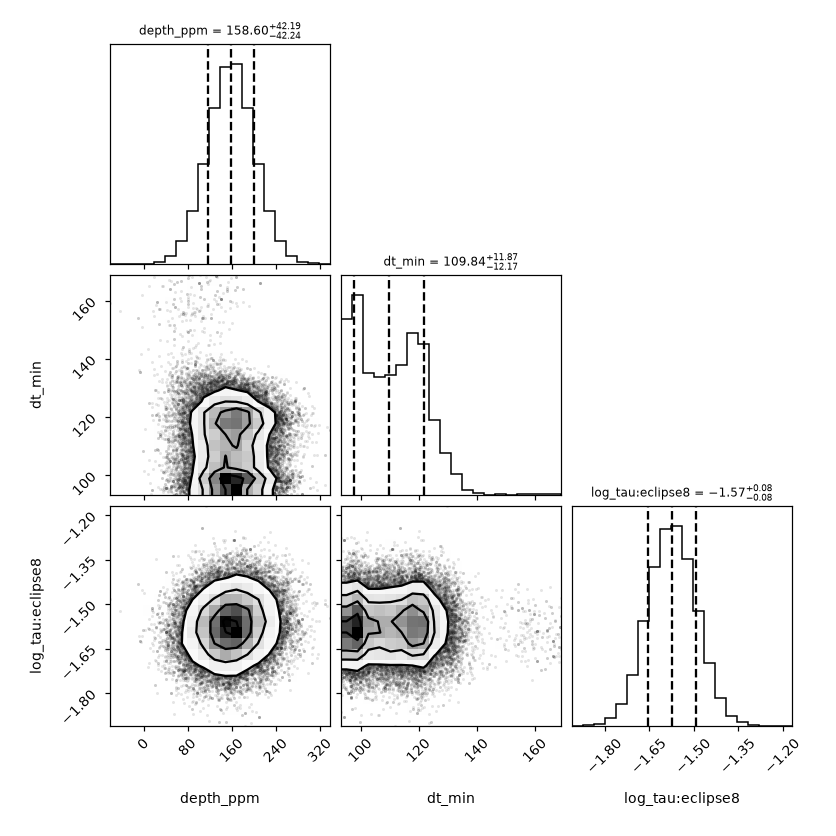 depth_ppm = 158.60+42.19−42.24
160
140
120
100
dt_min
dt_min = 109.84+11.87−12.17
−1.20
−1.35
−1.50
−1.65
−1.80
log_tau:eclipse8
log_tau:eclipse8 = −1.57+0.08−0.08
0 80 160 240 320
100 120 140 160
−1.80 −1.65 −1.50 −1.35 −1.20
depth_ppm dt_min log_tau:eclipse8